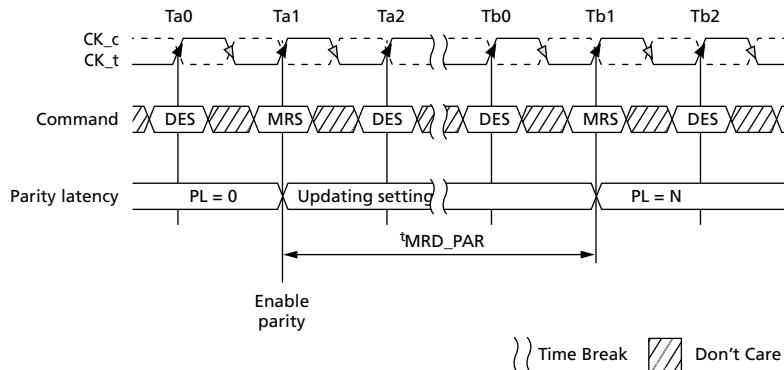 Ta0 Ta1 Ta2 Tb0 Tb1 Tb2
CK_c
CK_t
Command DES MRS DES DES MRS DES
Parity latency PL = 0 Updating setting PL = N
tMRD_PAR
Enable
parity
Time Break Don't Care